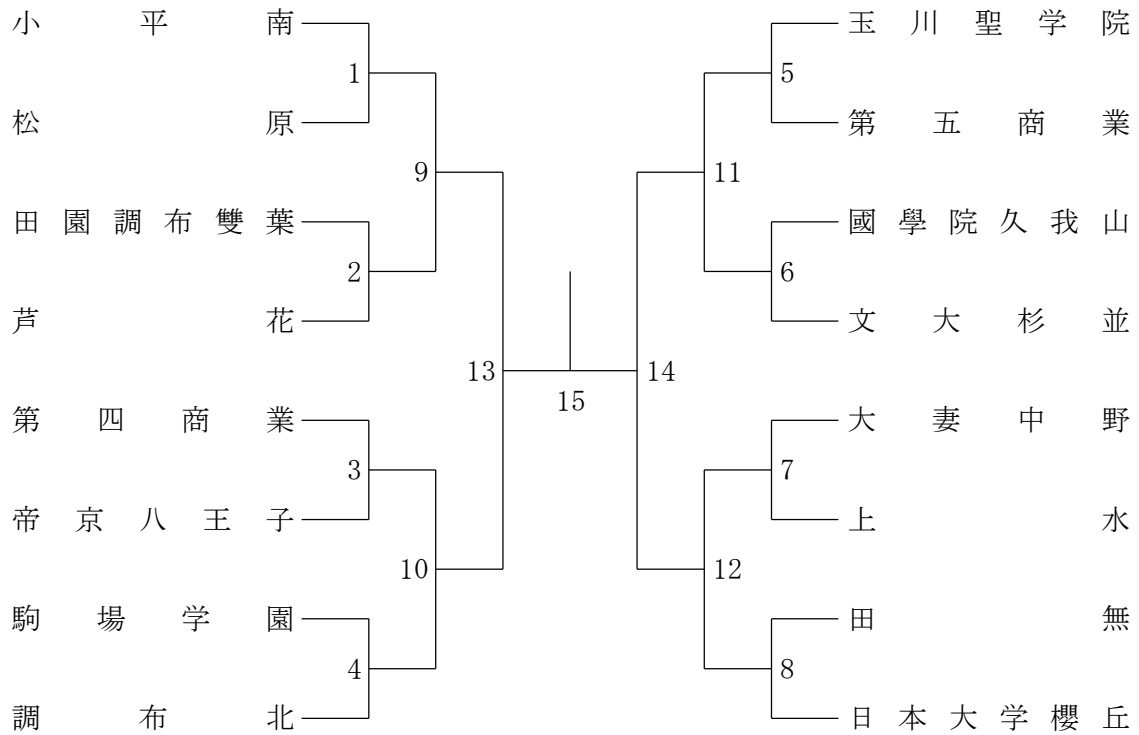 小平南
玉川聖学院
1
5
松原
第五商業
9
11
田園調布雙葉
國學院久我山
2
6
芦花
文大杉並
13
14
15
第四商業
大妻中野
3
7
帝京八王子
上水
10
12
駒場学園
田無
4
8
調布北
日本大学櫻丘